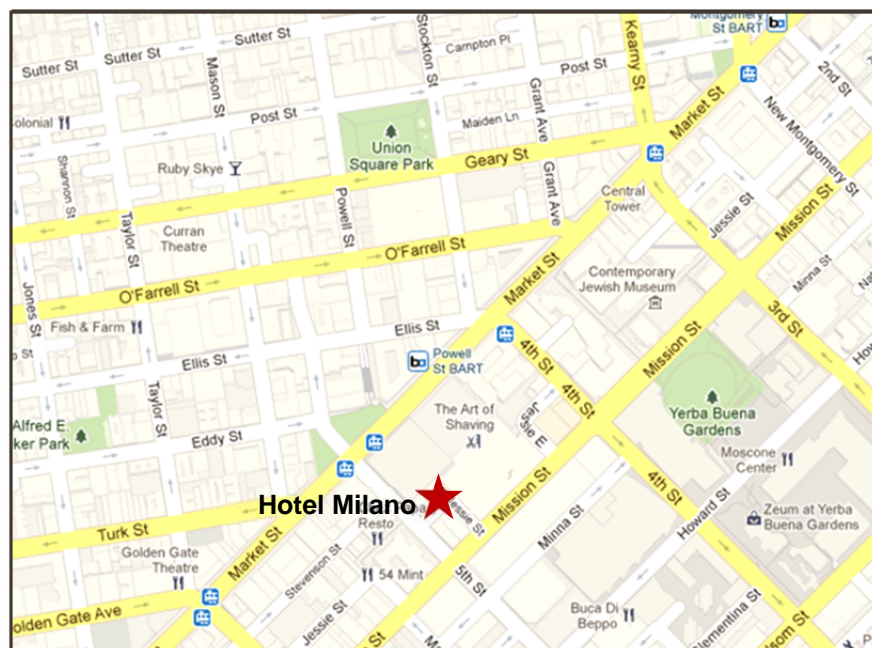 Montgomery
St BART
Sutter St
Sutter St
Sutter St
Stockton St
Campton Pl
Kearny St
Post St
2nd St
Mason St
Market St
New Montgomery St
Grant Ave
Post St
Maiden Ln
Colonial
Union
Square Park
Geary St
Ruby Skye
Shannon St
Grant Ave
Central
Tower
Mission St
Powell St
Taylor St
Jessie St
Curran
Theatre
O'Farrell St
Market St
Contemporary
Jewish Museum
Minna St
O'Farrell St
Jones St
3rd St
Fish & Farm
Ellis St
Mission St
Ellis St
Powell
St BART
4th St
4th St
Taylor St
The Art of
Shaving
Jessie E
Yerba Buena
Gardens
Alfred E.
ker Park
Eddy St
Moscone
Center
4th St
Hotel Milano
Mission St
Howard St
Zeum at Yerba
Buena Gardens
Turk St
Resto
Jessie St
Minna St
Market St
Golden Gate
Theatre
Stevenson St
54 Mint
5th St
Golden Gate Ave
Jessie St
Buca Di
Beppo
Clementina St